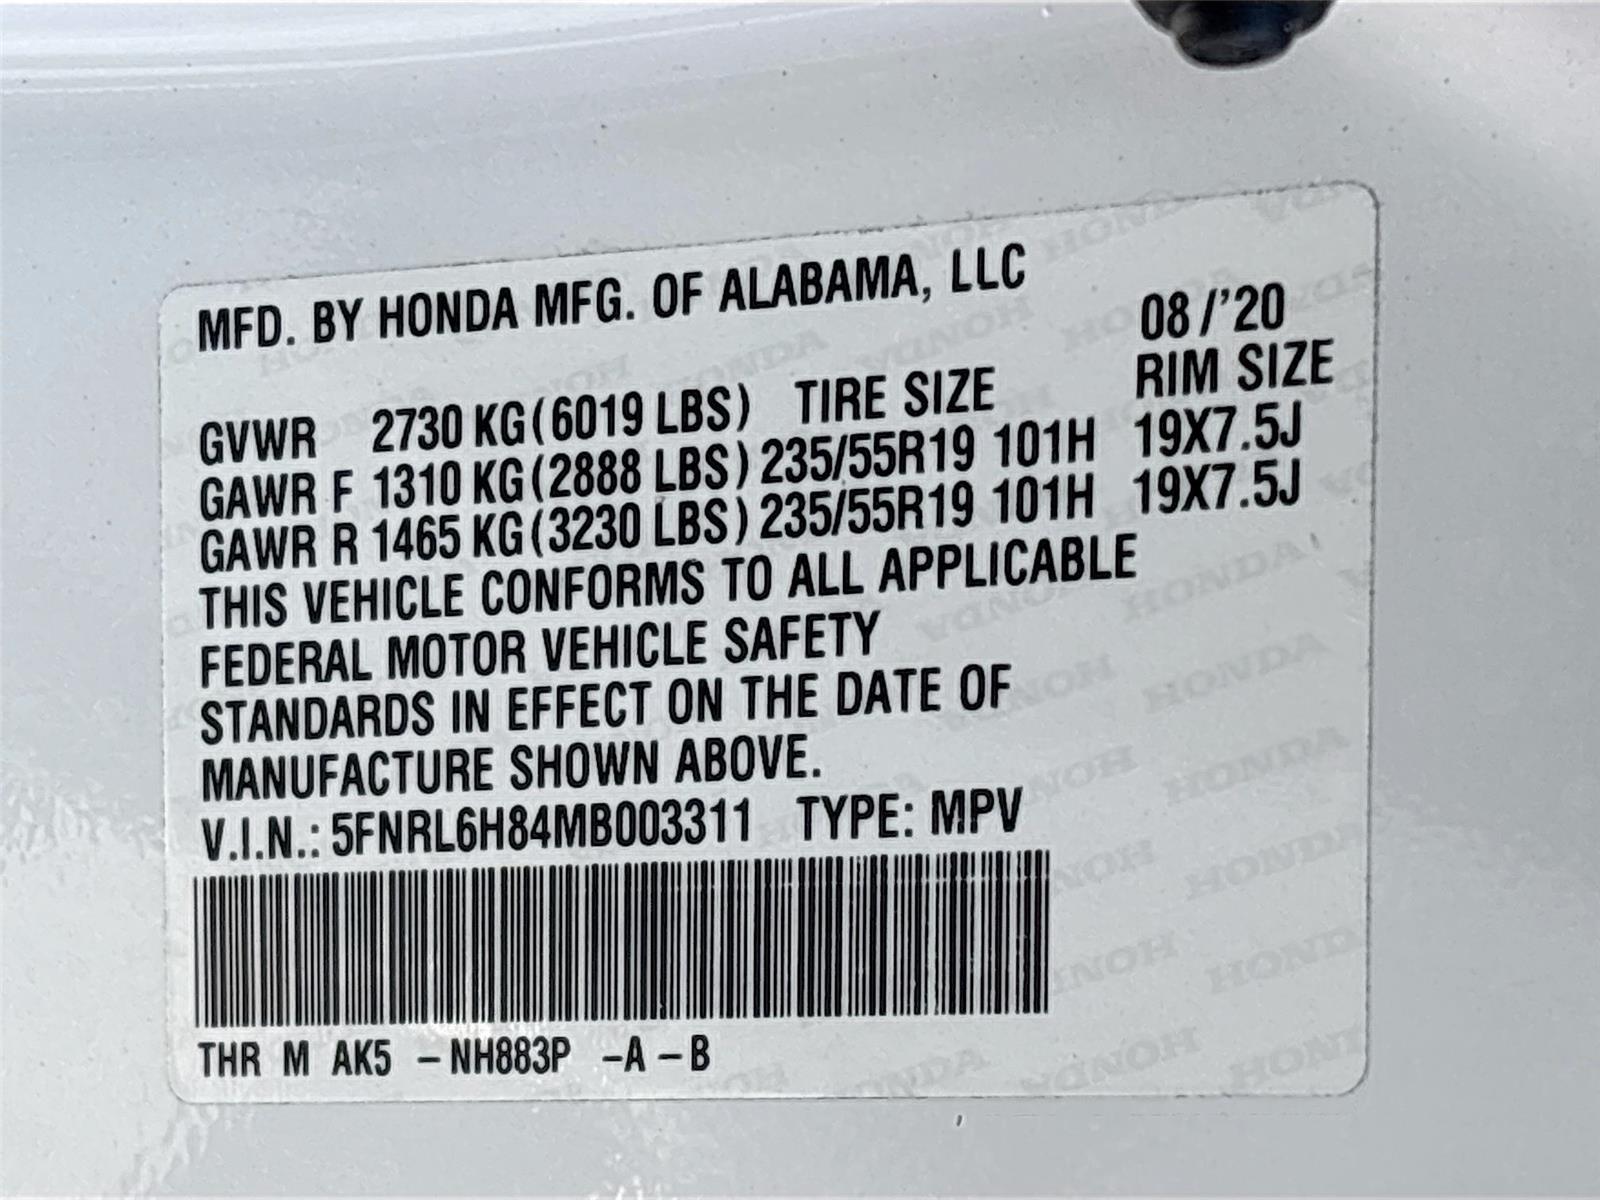 MFD. BY HONDA MFG. OF ALABAMA, LLC 08/'20
GVWR 2730 KG(6019 LBS) TIRE SIZE RIM SIZE
GAWR F 1310 KG(2888 LBS) 235/55R19 101H 19X7.5J
GAWR R 1465 KG(3230 LBS) 235/55R19 101H 19X7.5J
THIS VEHICLE CONFORMS TO ALL APPLICABLE
FEDERAL MOTOR VEHICLE SAFETY
STANDARDS IN EFFECT ON THE DATE OF
MANUFACTURE SHOWN ABOVE.
V.I.N.: 5FNRL6H84MB003311 TYPE: MPV
THR M AK5 -NH883P -A-B